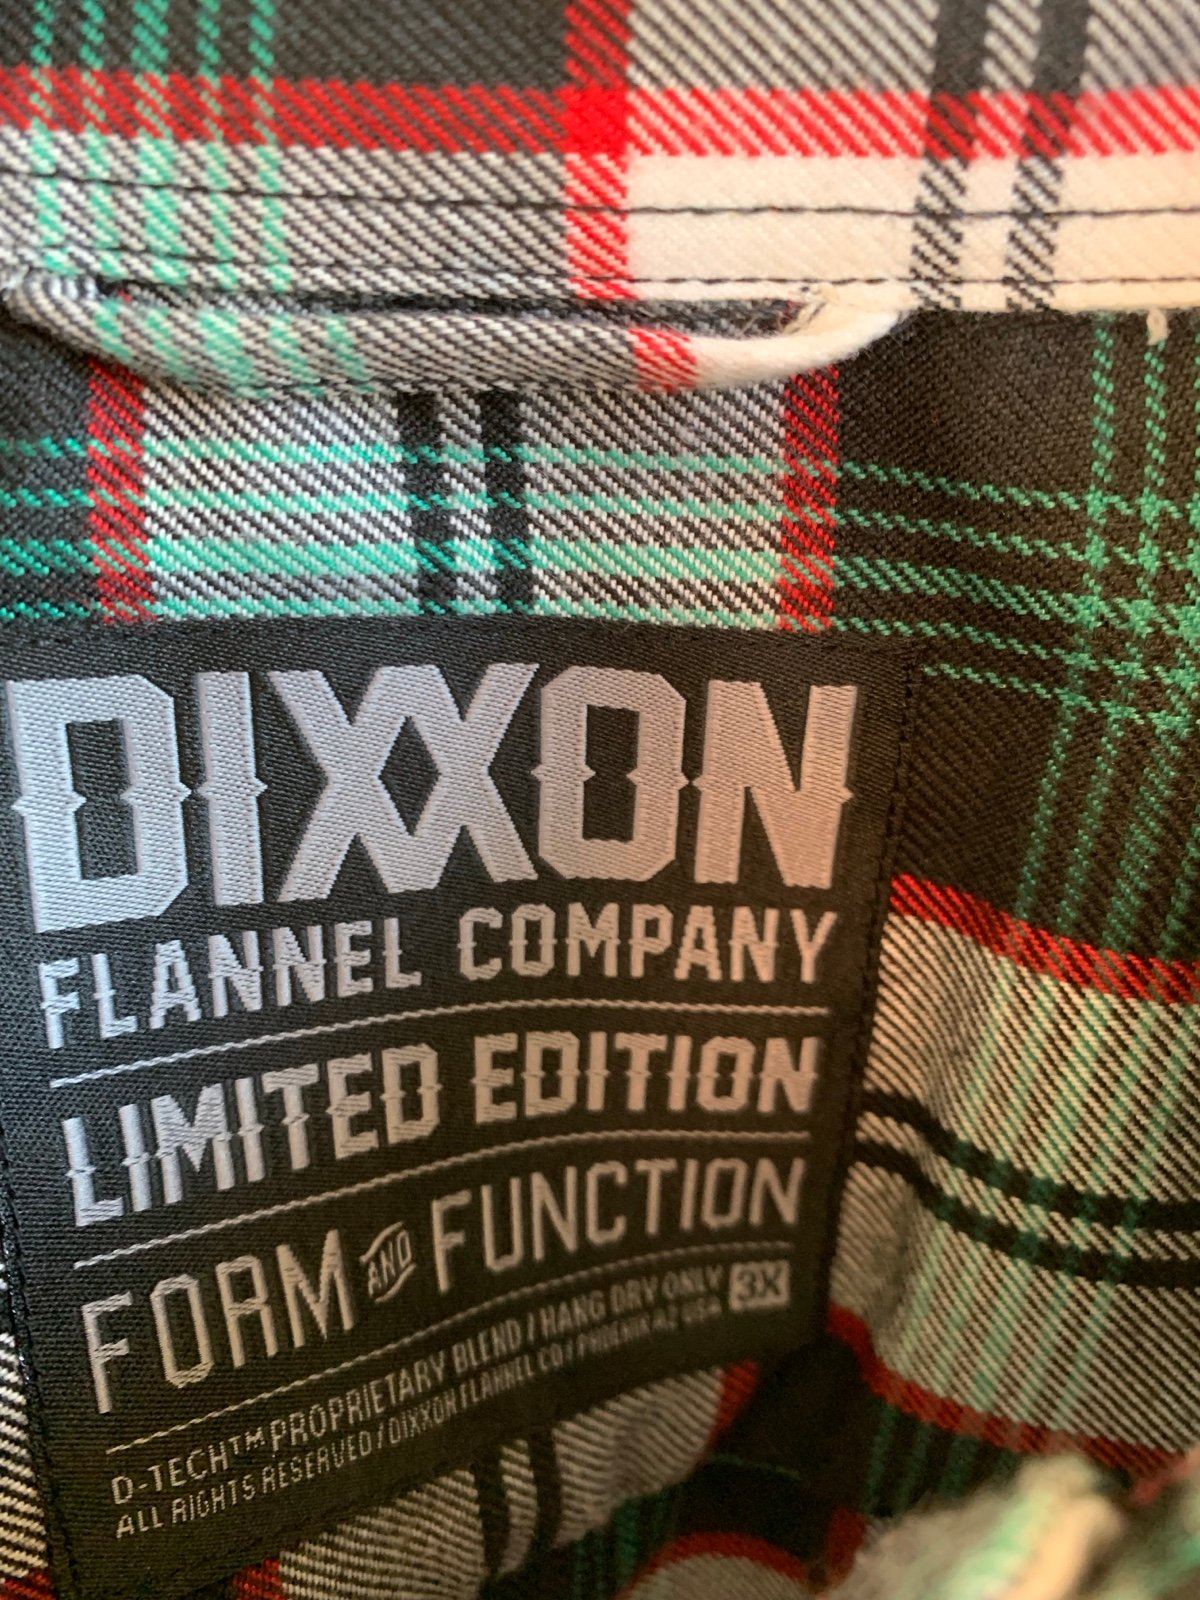 DIXXON
FLANNEL COMPANY
LIMITED EDITION
FORM AND FUNCTION
D-TECH™ PROPRIETARY BLEND / HANG DRY ONLY 3X
ALL RIGHTS RESERVED / DIXXON FLANNEL CO / PHOENIX AZ USA